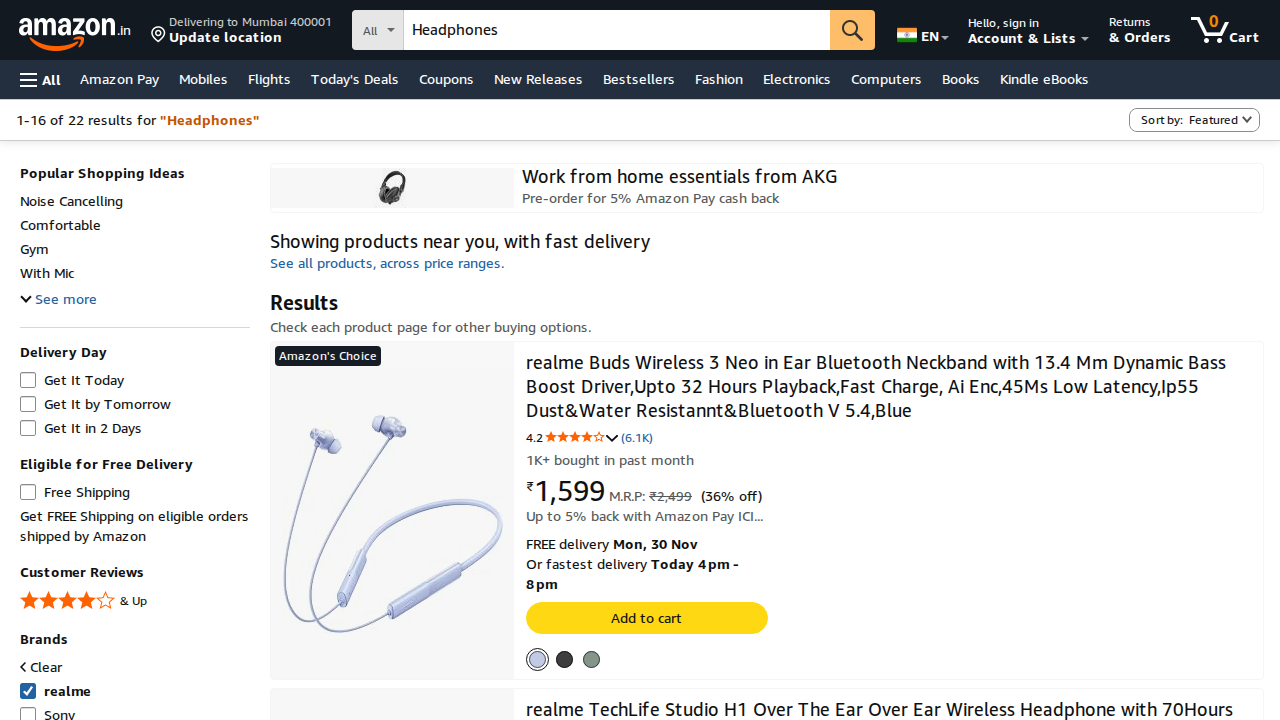 amazon.in
Delivering to Mumbai 400001
Update location
All
Headphones
EN
Hello, sign in
Account & Lists
Returns
& Orders
0
Cart
All
Amazon Pay
Mobiles
Flights
Today's Deals
Coupons
New Releases
Bestsellers
Fashion
Electronics
Computers
Books
Kindle eBooks
1-16 of 22 results for "Headphones"
Sort by: Featured
Popular Shopping Ideas
Noise Cancelling
Comfortable
Gym
With Mic
See more
Delivery Day
Get It Today
Get It by Tomorrow
Get It in 2 Days
Eligible for Free Delivery
Free Shipping
Get FREE Shipping on eligible orders
shipped by Amazon
Customer Reviews
& Up
Brands
Clear
realme
Sony
Work from home essentials from AKG
Pre-order for 5% Amazon Pay cash back
Showing products near you, with fast delivery
See all products, across price ranges.
Results
Check each product page for other buying options.
Amazon's Choice
realme Buds Wireless 3 Neo in Ear Bluetooth Neckband with 13.4 Mm Dynamic Bass
Boost Driver,Upto 32 Hours Playback,Fast Charge, Ai Enc,45Ms Low Latency,Ip55
Dust&Water Resistannt&Bluetooth V 5.4,Blue
4.2 (6.1K)
1K+ bought in past month
₹1,599 M.R.P: ₹2,499 (36% off)
Up to 5% back with Amazon Pay ICI...
FREE delivery Mon, 30 Nov
Or fastest delivery Today 4 pm -
8 pm
Add to cart
realme TechLife Studio H1 Over The Ear Over Ear Wireless Headphone with 70Hours